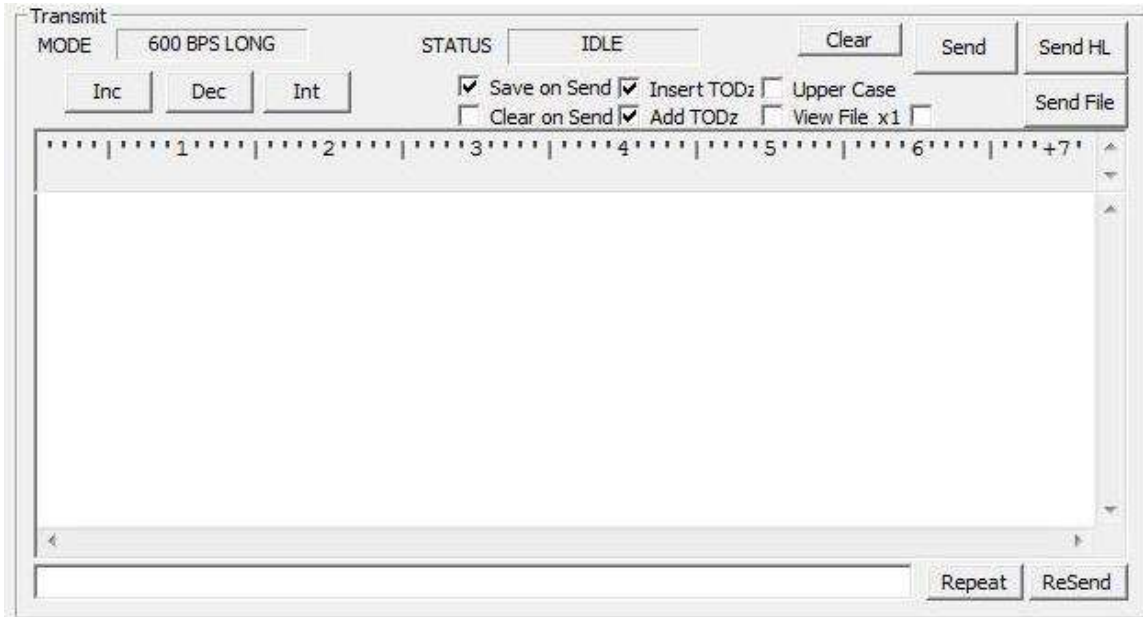 Transmit
MODE 600 BPS LONG STATUS IDLE Clear Send Send HL
Inc Dec Int Save on Send Insert TODz Upper Case Send File
Clear on Send Add TODz View File x1
''''|''''1''''|''''2''''|''''3''''|''''4''''|''''5''''|''''6''''|'''+7'
Repeat ReSend